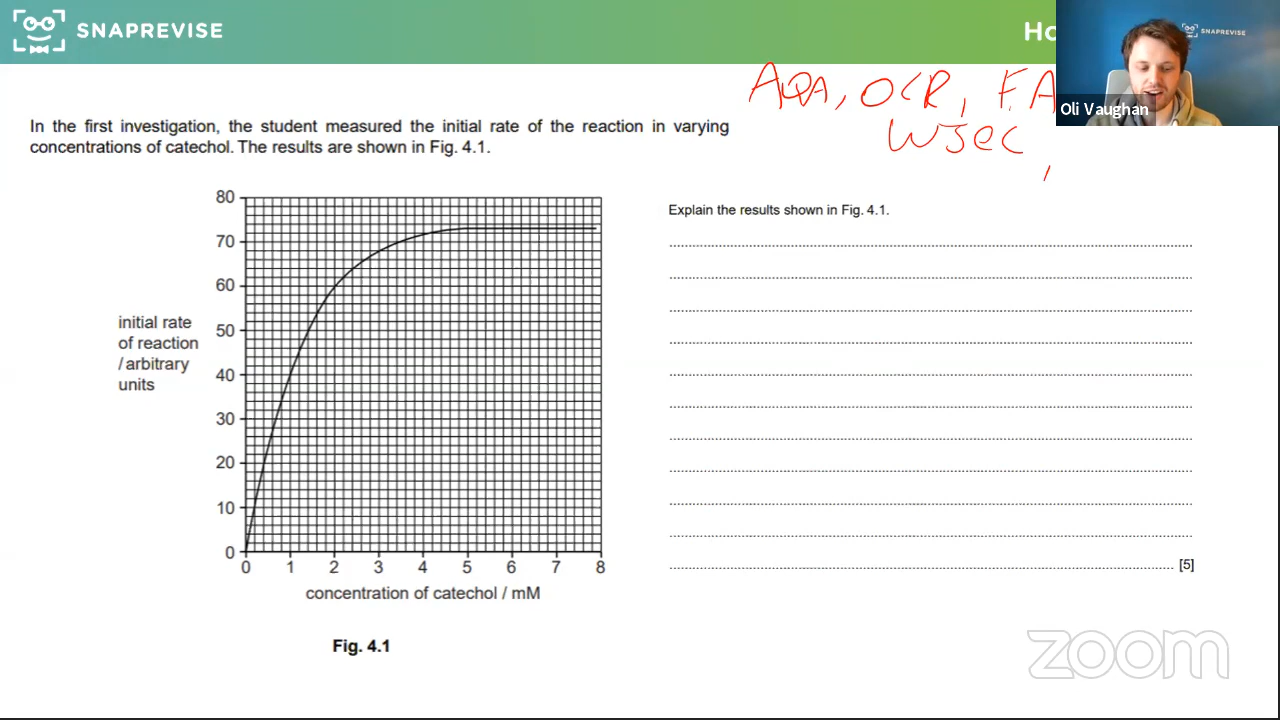 SNAPREVISE
Ho
SNAPREVISE
Oli Vaughan
AQA, OCR, E.A
WJEC
,
In the first investigation, the student measured the initial rate of the reaction in varying
concentrations of catechol. The results are shown in Fig. 4.1.
80
70
60
50
40
30
20
10
0
initial rate
of reaction
/ arbitrary
units
0 1 2 3 4 5 6 7 8
concentration of catechol / mM
Fig. 4.1
Explain the results shown in Fig. 4.1.
[5]
zoom